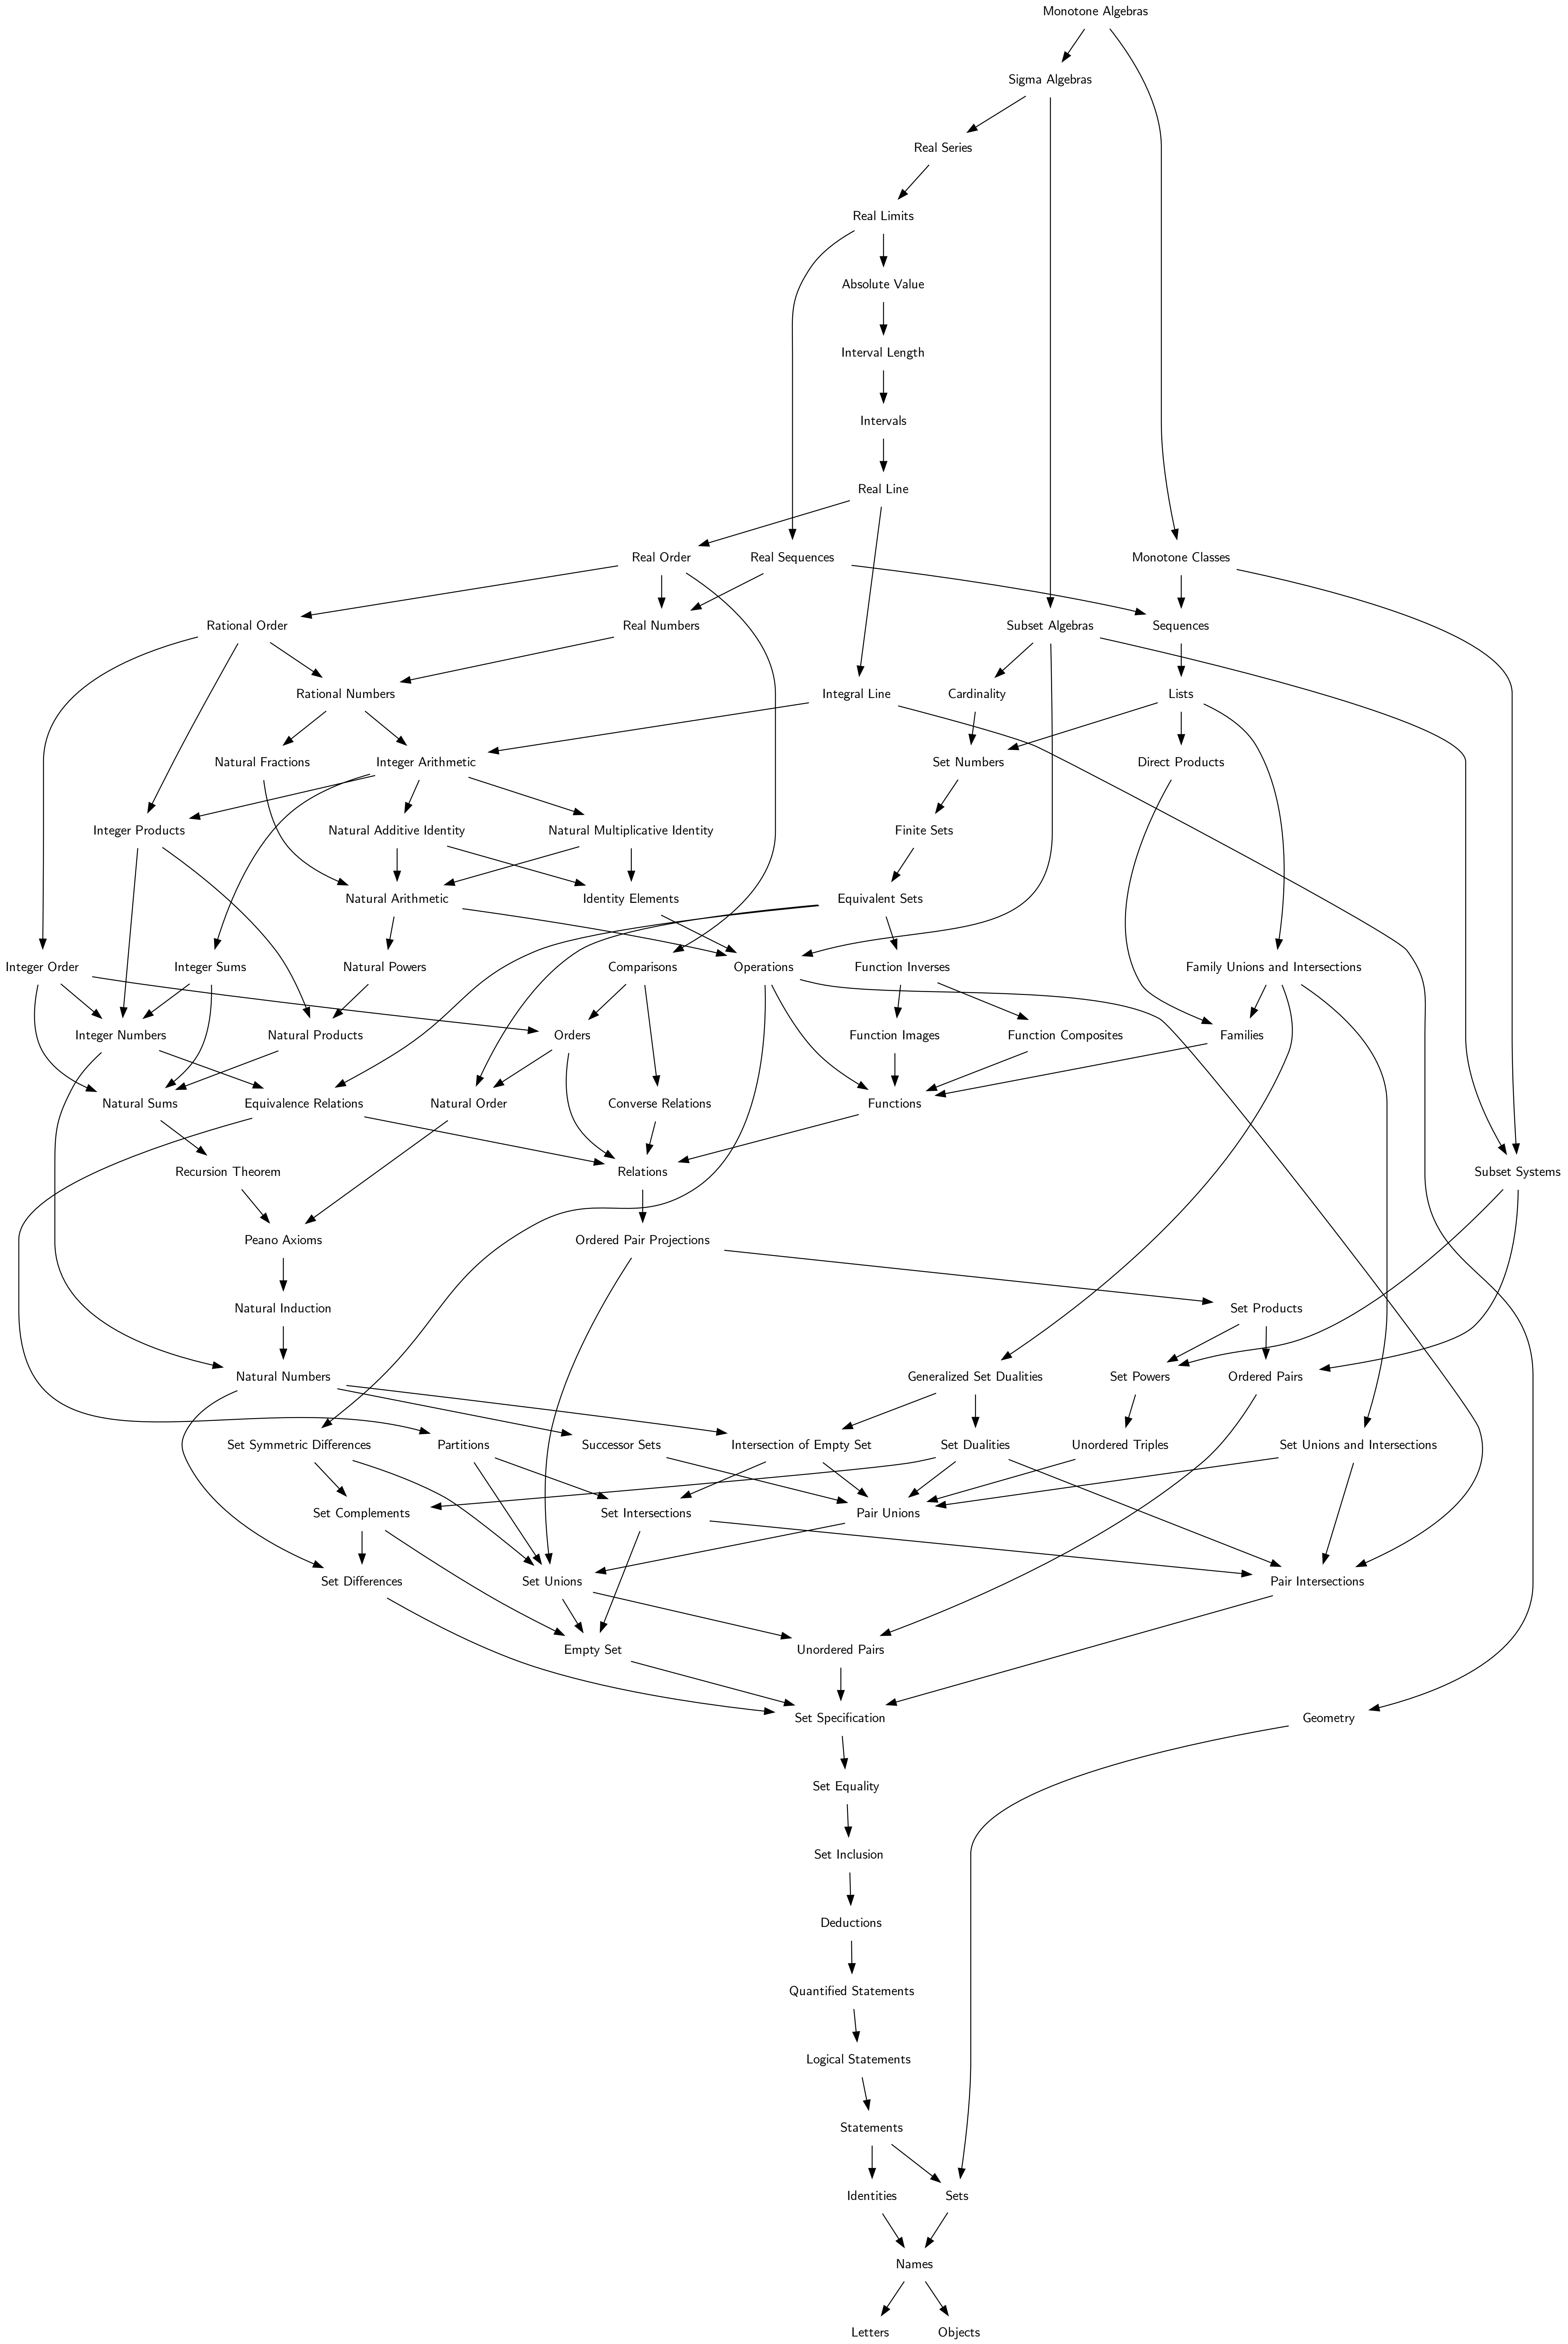 Monotone Algebras
Sigma Algebras
Real Series
Real Limits
Absolute Value
Interval Length
Intervals
Real Line
Real Order
Real Sequences
Monotone Classes
Rational Order
Real Numbers
Subset Algebras
Sequences
Rational Numbers
Integral Line
Cardinality
Lists
Natural Fractions
Integer Arithmetic
Set Numbers
Direct Products
Integer Products
Natural Additive Identity
Natural Multiplicative Identity
Finite Sets
Natural Arithmetic
Identity Elements
Equivalent Sets
Integer Order
Integer Sums
Natural Powers
Comparisons
Operations
Function Inverses
Family Unions and Intersections
Integer Numbers
Natural Products
Orders
Function Images
Function Composites
Families
Natural Sums
Equivalence Relations
Natural Order
Converse Relations
Functions
Recursion Theorem
Relations
Subset Systems
Peano Axioms
Ordered Pair Projections
Natural Induction
Set Products
Natural Numbers
Generalized Set Dualities
Set Powers
Ordered Pairs
Set Symmetric Differences
Partitions
Successor Sets
Intersection of Empty Set
Set Dualities
Unordered Triples
Set Unions and Intersections
Set Complements
Set Intersections
Pair Unions
Set Differences
Set Unions
Pair Intersections
Empty Set
Unordered Pairs
Set Specification
Geometry
Set Equality
Set Inclusion
Deductions
Quantified Statements
Logical Statements
Statements
Identities
Sets
Names
Letters
Objects